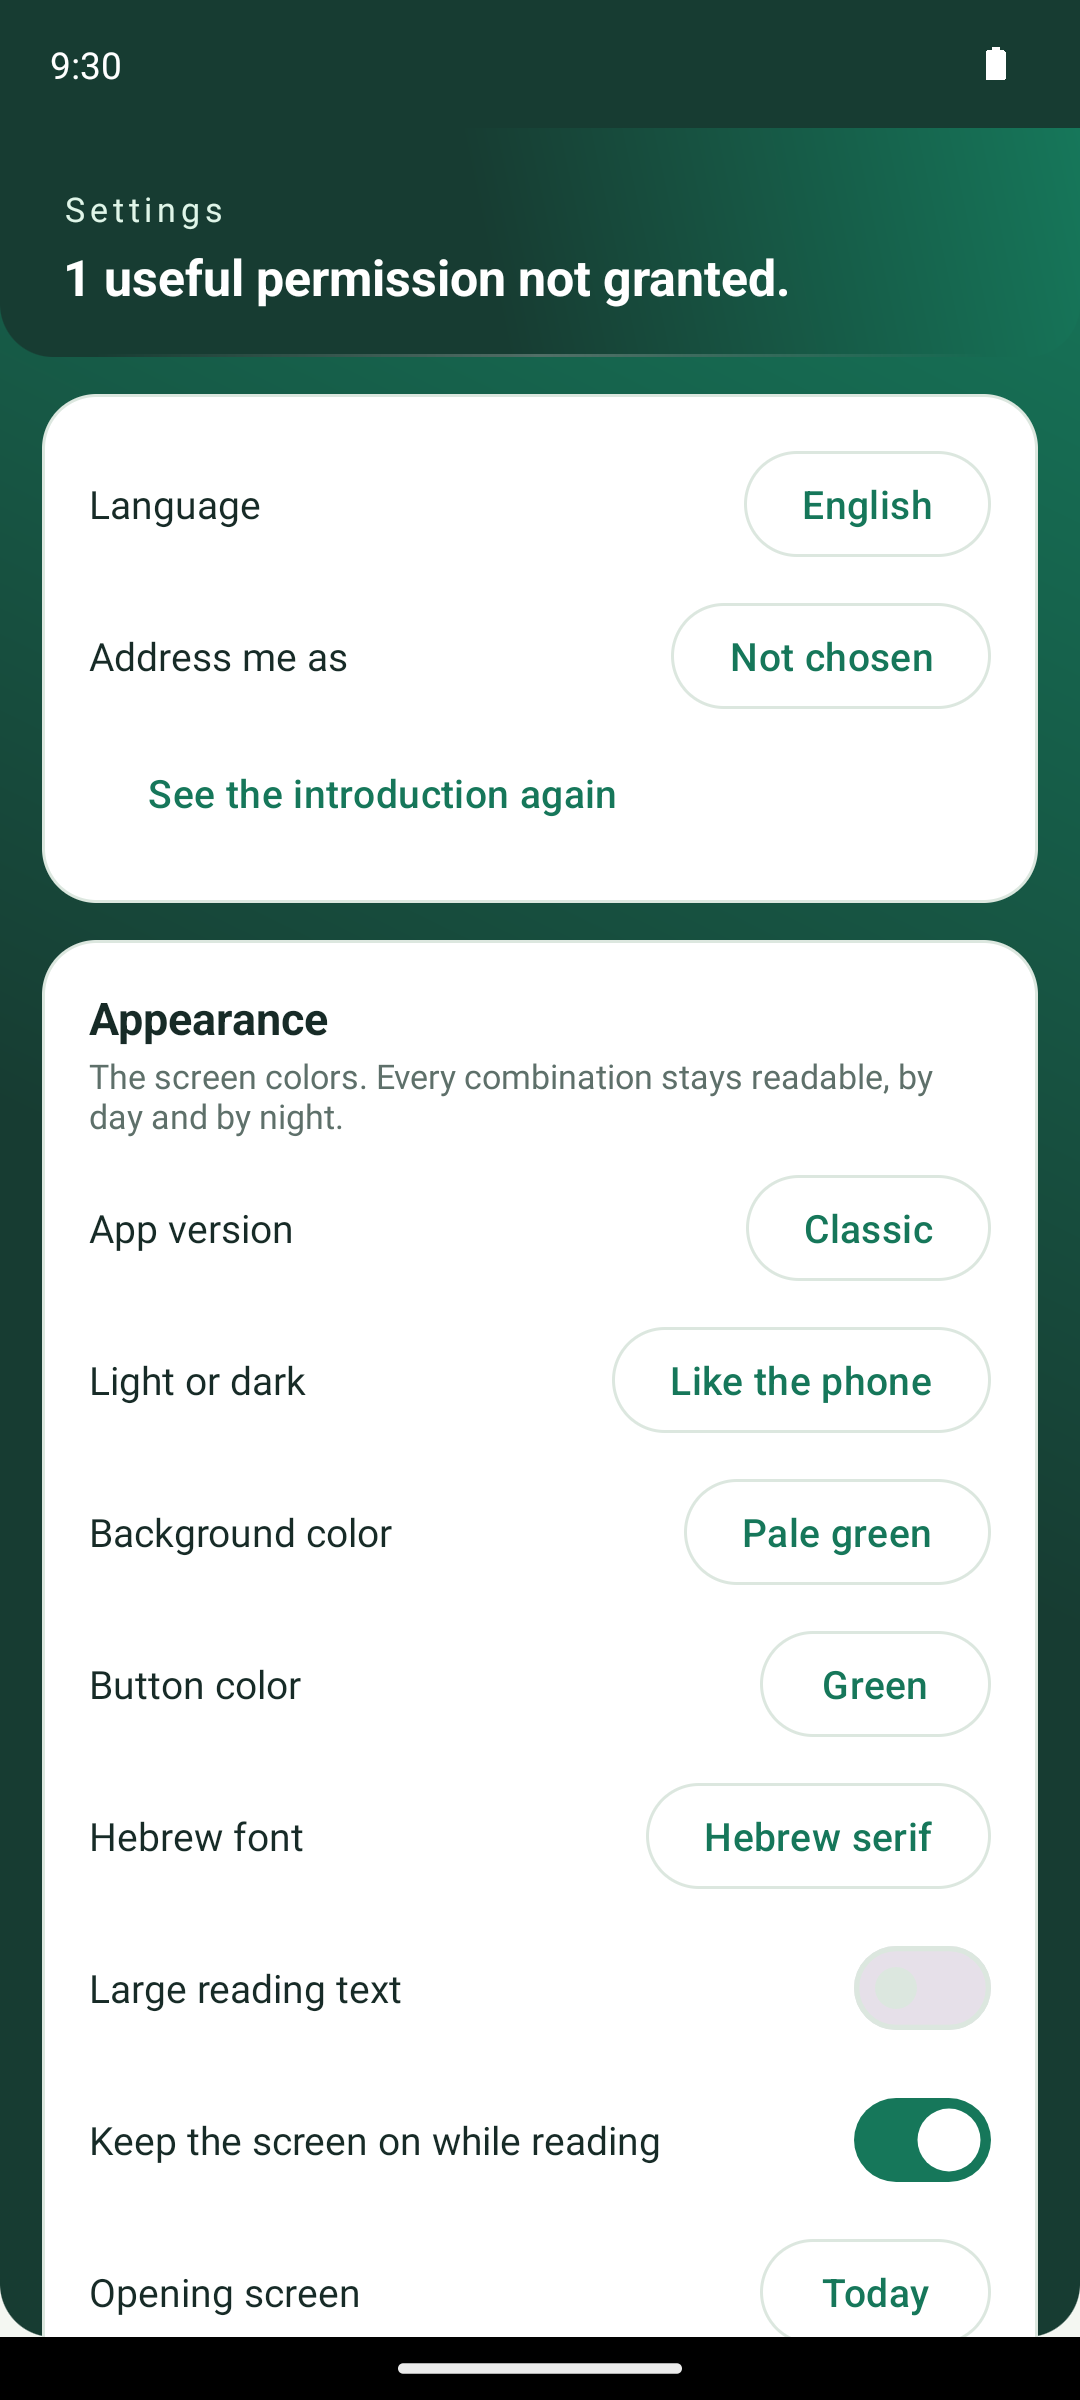 9:30
Settings
1 useful permission not granted.
Language
English
Address me as
Not chosen
See the introduction again
Appearance
The screen colors. Every combination stays readable, by
day and by night.
App version
Classic
Light or dark
Like the phone
Background color
Pale green
Button color
Green
Hebrew font
Hebrew serif
Large reading text
Keep the screen on while reading
Opening screen
Today